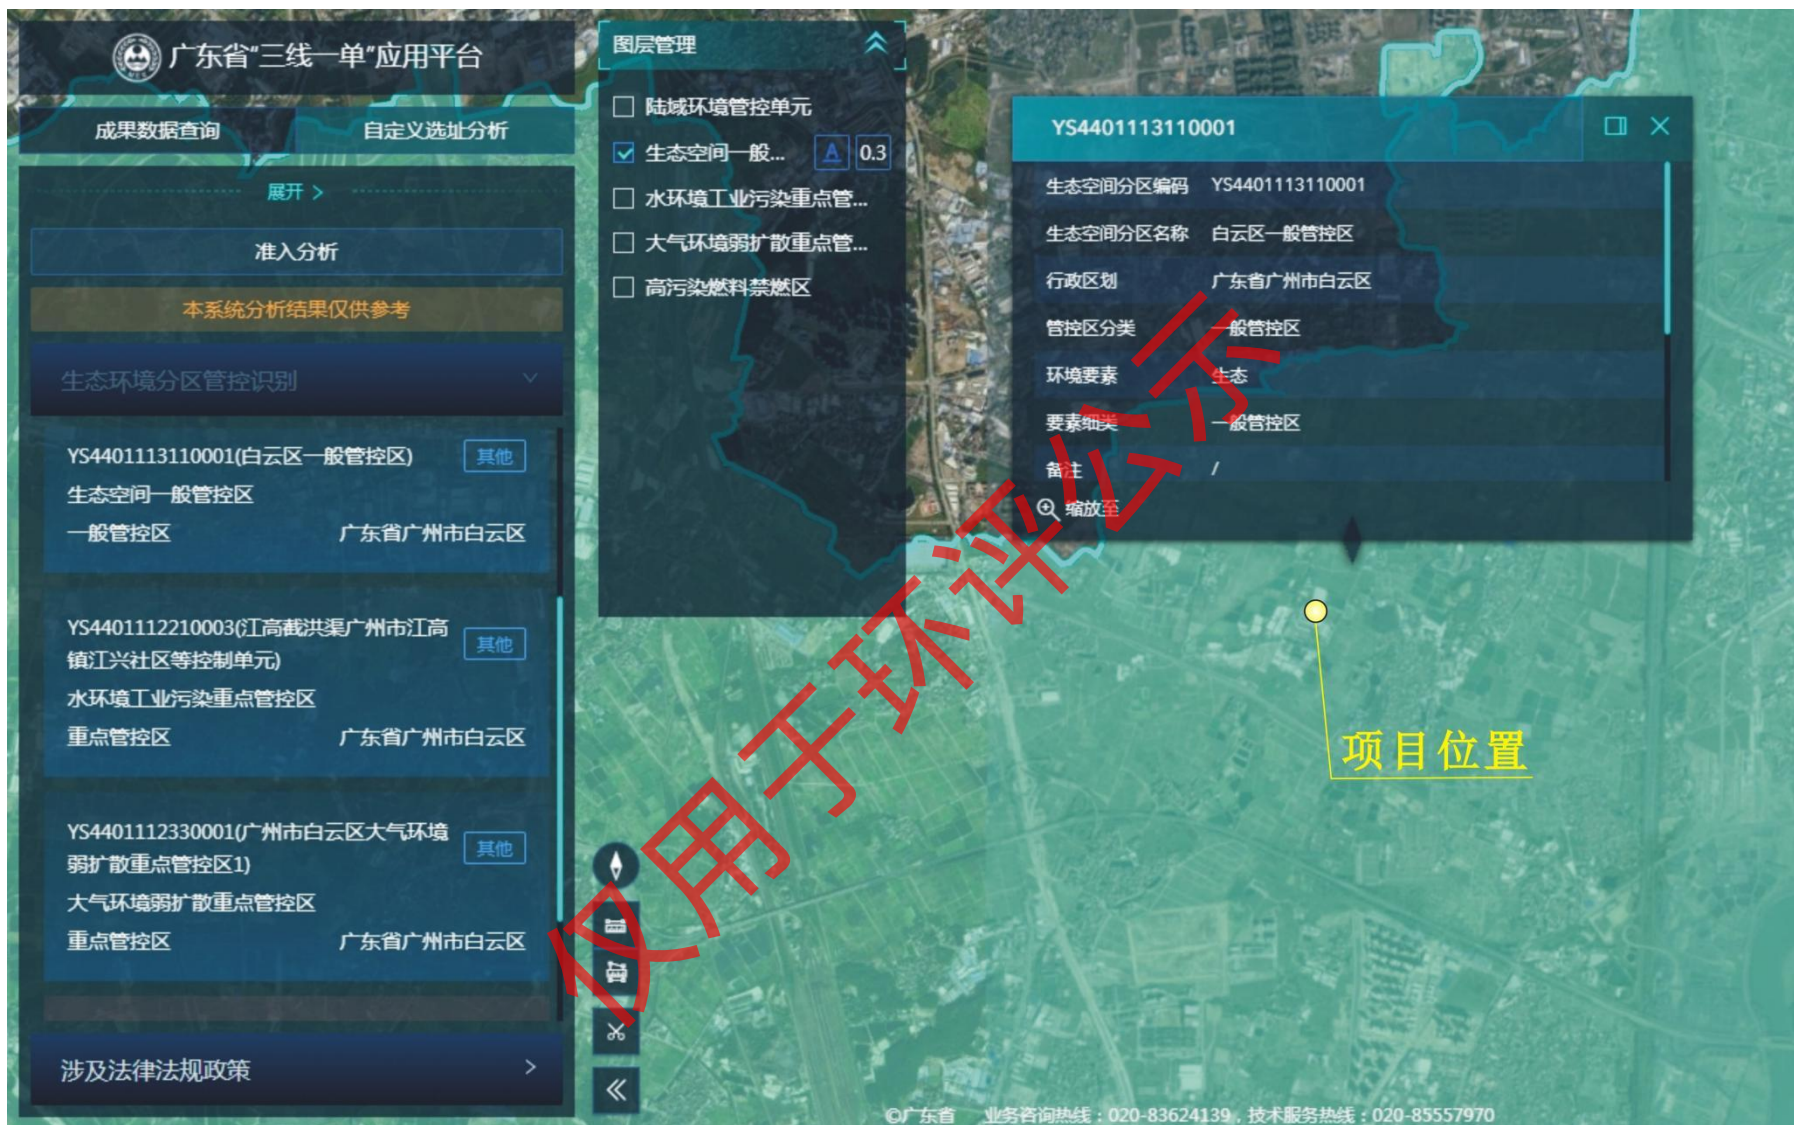 广东省"三线一单"应用平台
成果数据查询
自定义选址分析
展开 >
准入分析
本系统分析结果仅供参考
生态环境分区管控识别
YS4401113110001(白云区一般管控区)
其他
生态空间一般管控区
一般管控区
广东省广州市白云区
YS4401112210003(江高截洪渠广州市江高
镇江兴社区等控制单元)
其他
水环境工业污染重点管控区
重点管控区
广东省广州市白云区
YS4401112330001(广州市白云区大气环境
弱扩散重点管控区1)
其他
大气环境弱扩散重点管控区
重点管控区
广东省广州市白云区
涉及法律法规政策
图层管理
陆域环境管控单元
生态空间一般...
A
0.3
水环境工业污染重点管...
大气环境弱扩散重点管...
高污染燃料禁燃区
YS4401113110001
生态空间分区编码 YS4401113110001
生态空间分区名称 白云区一般管控区
行政区划 广东省广州市白云区
管控区分类 一般管控区
环境要素 生态
要素细类 一般管控区
备注 /
缩放至
项目位置
仅用于环评公示
©广东省 业务咨询热线：020-83624139，技术服务热线：020-85557970